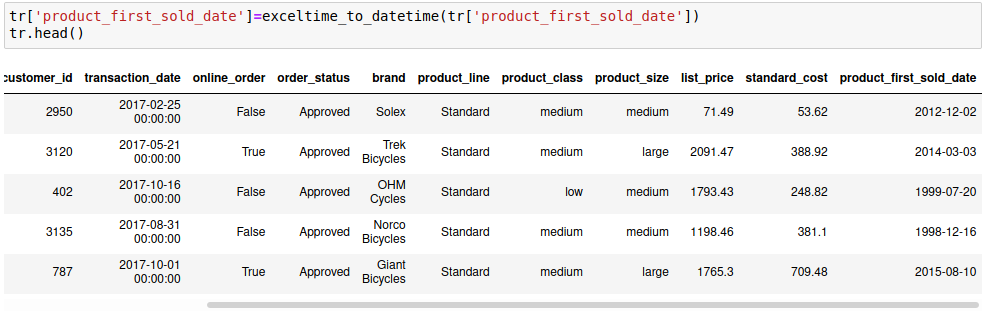 tr['product_first_sold_date']=exceltime_to_datetime(tr['product_first_sold_date'])
tr.head()
customer_id transaction_date online_order order_status brand product_line product_class product_size list_price standard_cost product_first_sold_date
2950 2017-02-25 00:00:00 False Approved Solex Standard medium medium 71.49 53.62 2012-12-02
3120 2017-05-21 00:00:00 True Approved Trek Bicycles Standard medium large 2091.47 388.92 2014-03-03
402 2017-10-16 00:00:00 False Approved OHM Cycles Standard low medium 1793.43 248.82 1999-07-20
3135 2017-08-31 00:00:00 False Approved Norco Bicycles Standard medium medium 1198.46 381.1 1998-12-16
787 2017-10-01 00:00:00 True Approved Giant Bicycles Standard medium large 1765.3 709.48 2015-08-10